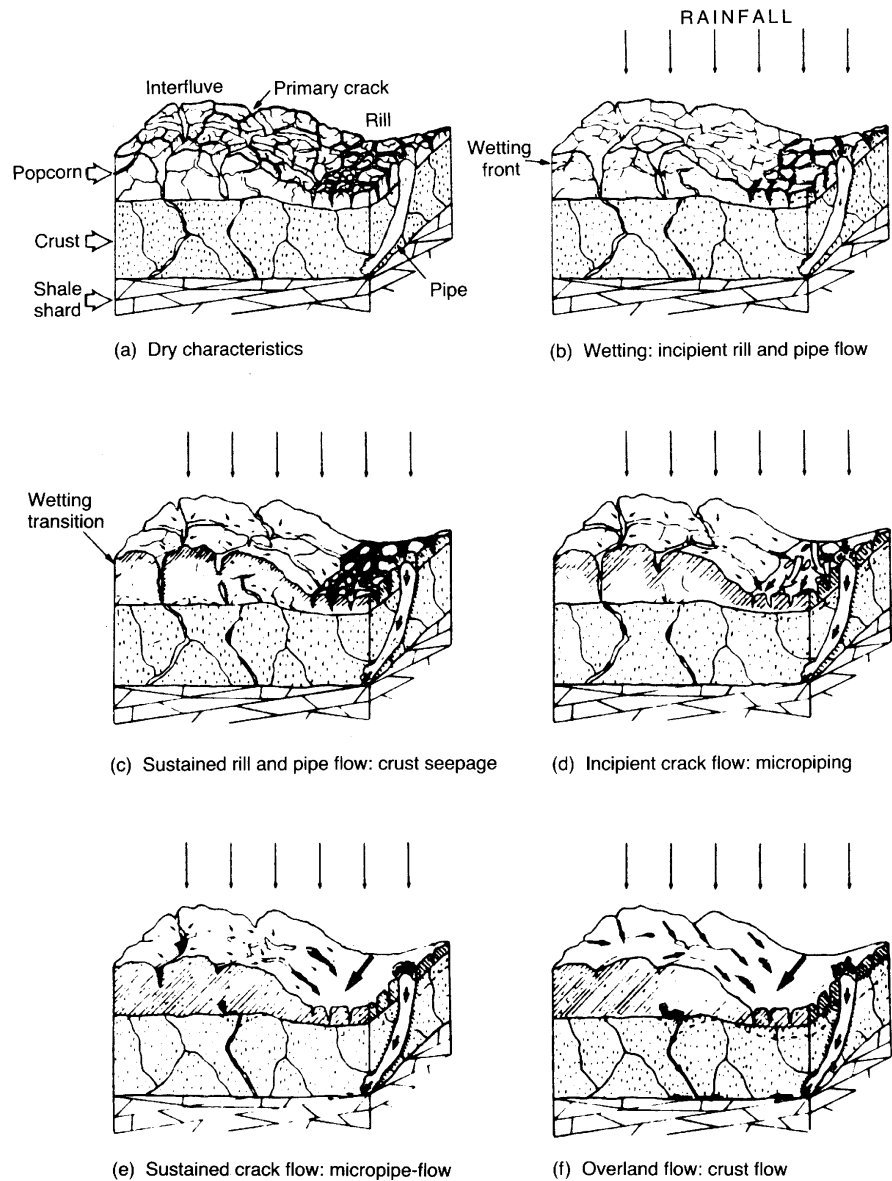 RAINFALL
Interfluve
Primary crack
Rill
Popcorn
Crust
Shale
shard
Pipe
(a) Dry characteristics
Wetting
front
(b) Wetting: incipient rill and pipe flow
Wetting
transition
(c) Sustained rill and pipe flow: crust seepage
(d) Incipient crack flow: micropiping
(e) Sustained crack flow: micropipe-flow
(f) Overland flow: crust flow